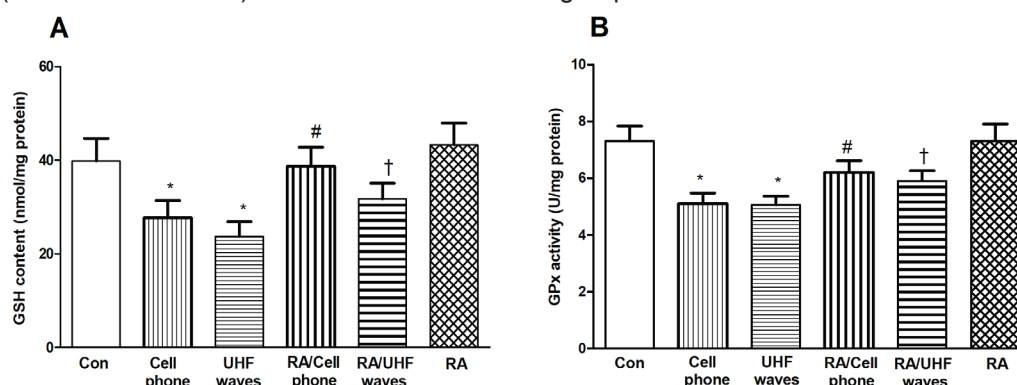 A
B
GSH content (nmol/mg protein)
60
40
20
0
*
*
#
†
Con
Cell phone
UHF waves
RA/Cell phone
RA/UHF waves
RA
GPx activity (U/mg protein)
10
8
6
4
2
0
*
*
#
†
Con
Cell phone
UHF waves
RA/Cell phone
RA/UHF waves
RA